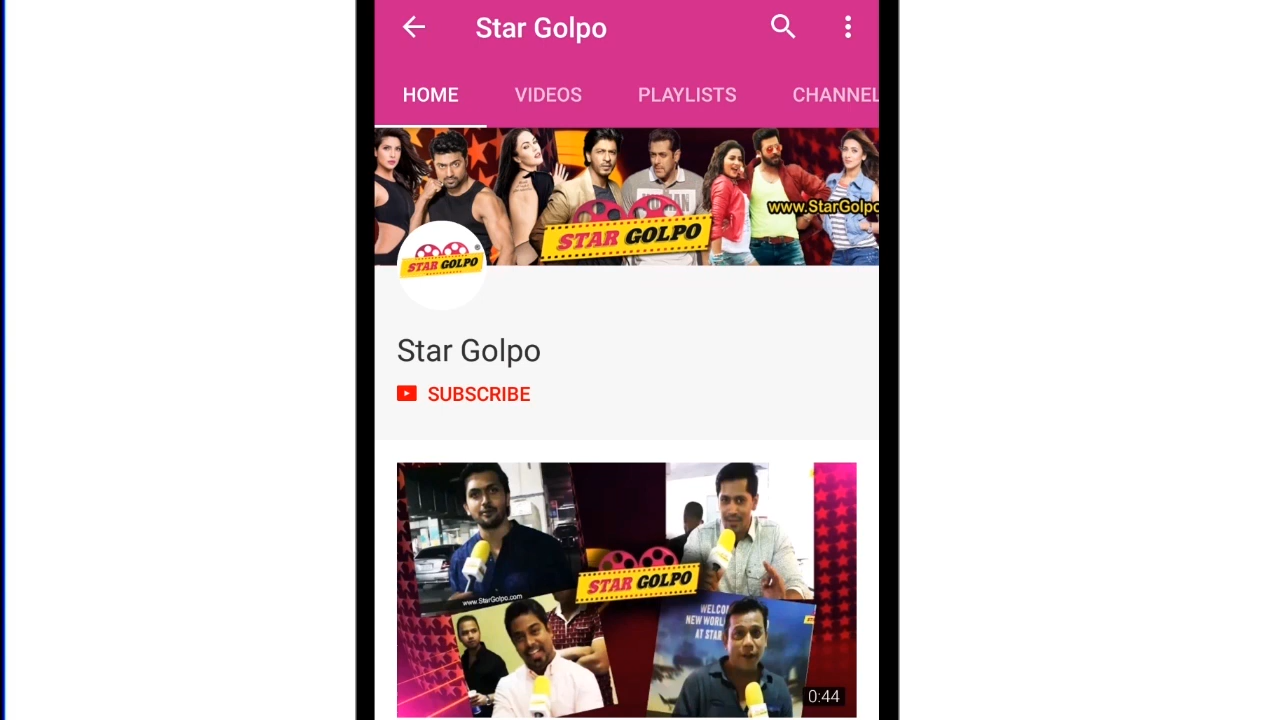 Star Golpo
HOME VIDEOS PLAYLISTS CHANNEL
www.StarGolpo
STAR GOLPO
STAR GOLPO
Star Golpo
SUBSCRIBE
STAR GOLPO
www.StarGolpo.com
WELCO
NEW WORL
AT STAR
0:44